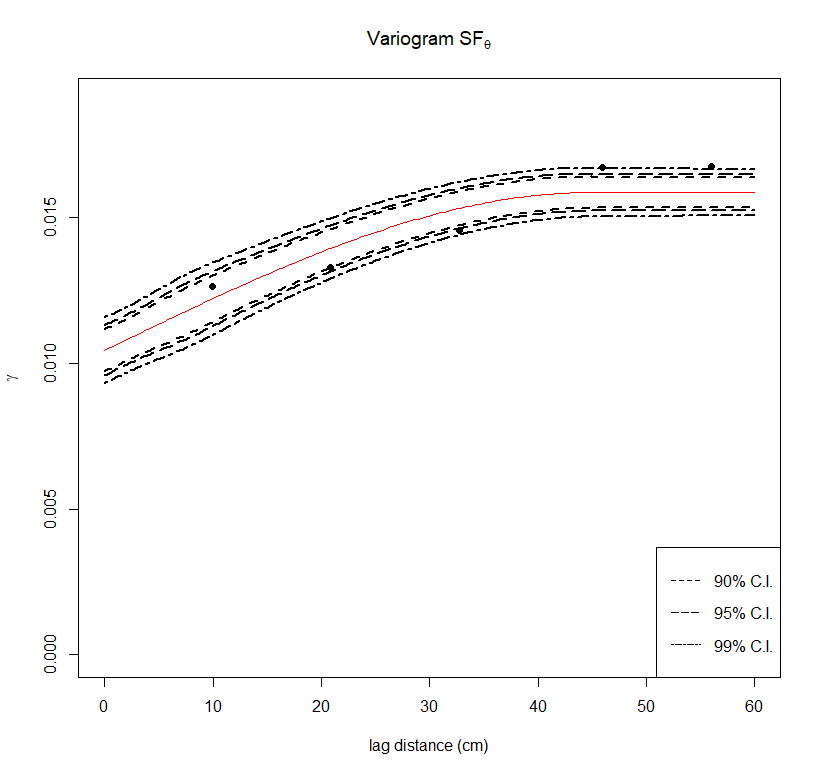 Variogram SFθ
0.015
0.010
0.005
0.000
γ
0 10 20 30 40 50 60
lag distance (cm)
90% C.I.
95% C.I.
99% C.I.